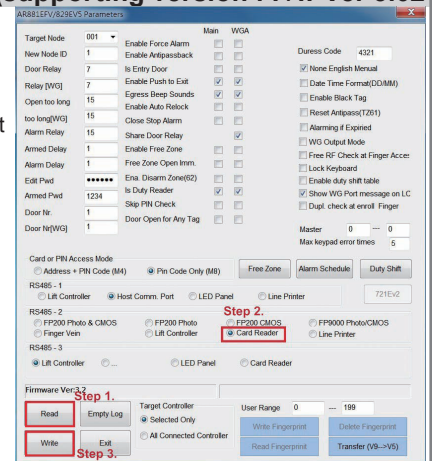 AR881EFV/829EV5 Parameters
Main WGA
Target Node 001
New Node ID 1
Door Relay 7
Relay [WG] 7
Open too long 15
too long[WG] 15
Alarm Relay 15
Armed Delay 1
Alarm Delay 1
Edit Pwd ●●●●●●
Armed Pwd 1234
Door Nr. 1
Door Nr[WG] 1
Enable Force Alarm
Enable Antipassback
Is Entry Door
Enable Push to Exit
Egress Beep Sounds
Enable Auto Relock
Close Stop Alarm
Share Door Relay
Enable Free Zone
Free Zone Open Imm.
Ena. Disarm Zone(62)
Is Duty Reader
Skip PIN Check
Door Open for Any Tag
Duress Code 4321
None English Menual
Date Time Format(DD/MM)
Enable Black Tag
Reset Antipass(TZ61)
Alarming if Expiried
WG Output Mode
Free RF Check at Finger Acce
Lock Keyboard
Enable duty shift table
Show WG Port message on LC
Dupl. check at enroll Finger
Master 0 --- 0
Max keypad error times 5
Card or PIN Access Mode
Address + PIN Code (M4) Pin Code Only (M8) Free Zone Alarm Schedule Duty Shift
RS485 - 1
Lift Controller Host Comm. Port LED Panel Line Printer 721Ev2
RS485 - 2 Step 2.
FP200 Photo & CMOS FP200 Photo FP200 CMOS FP9000 Photo/CMOS
Finger Vein Lift Controller Card Reader Line Printer
RS485 - 3
Lift Controller ... LED Panel Card Reader
Firmware Ver:3.2
Step 1.
Read Empty Log
Write Exit
Step 3.
Target Controller
Selected Only
All Connected Controller
User Range 0 --- 199
Write Fingerprint Delete Fingerprint
Read Fingerprint Transfer (V9-->V5)